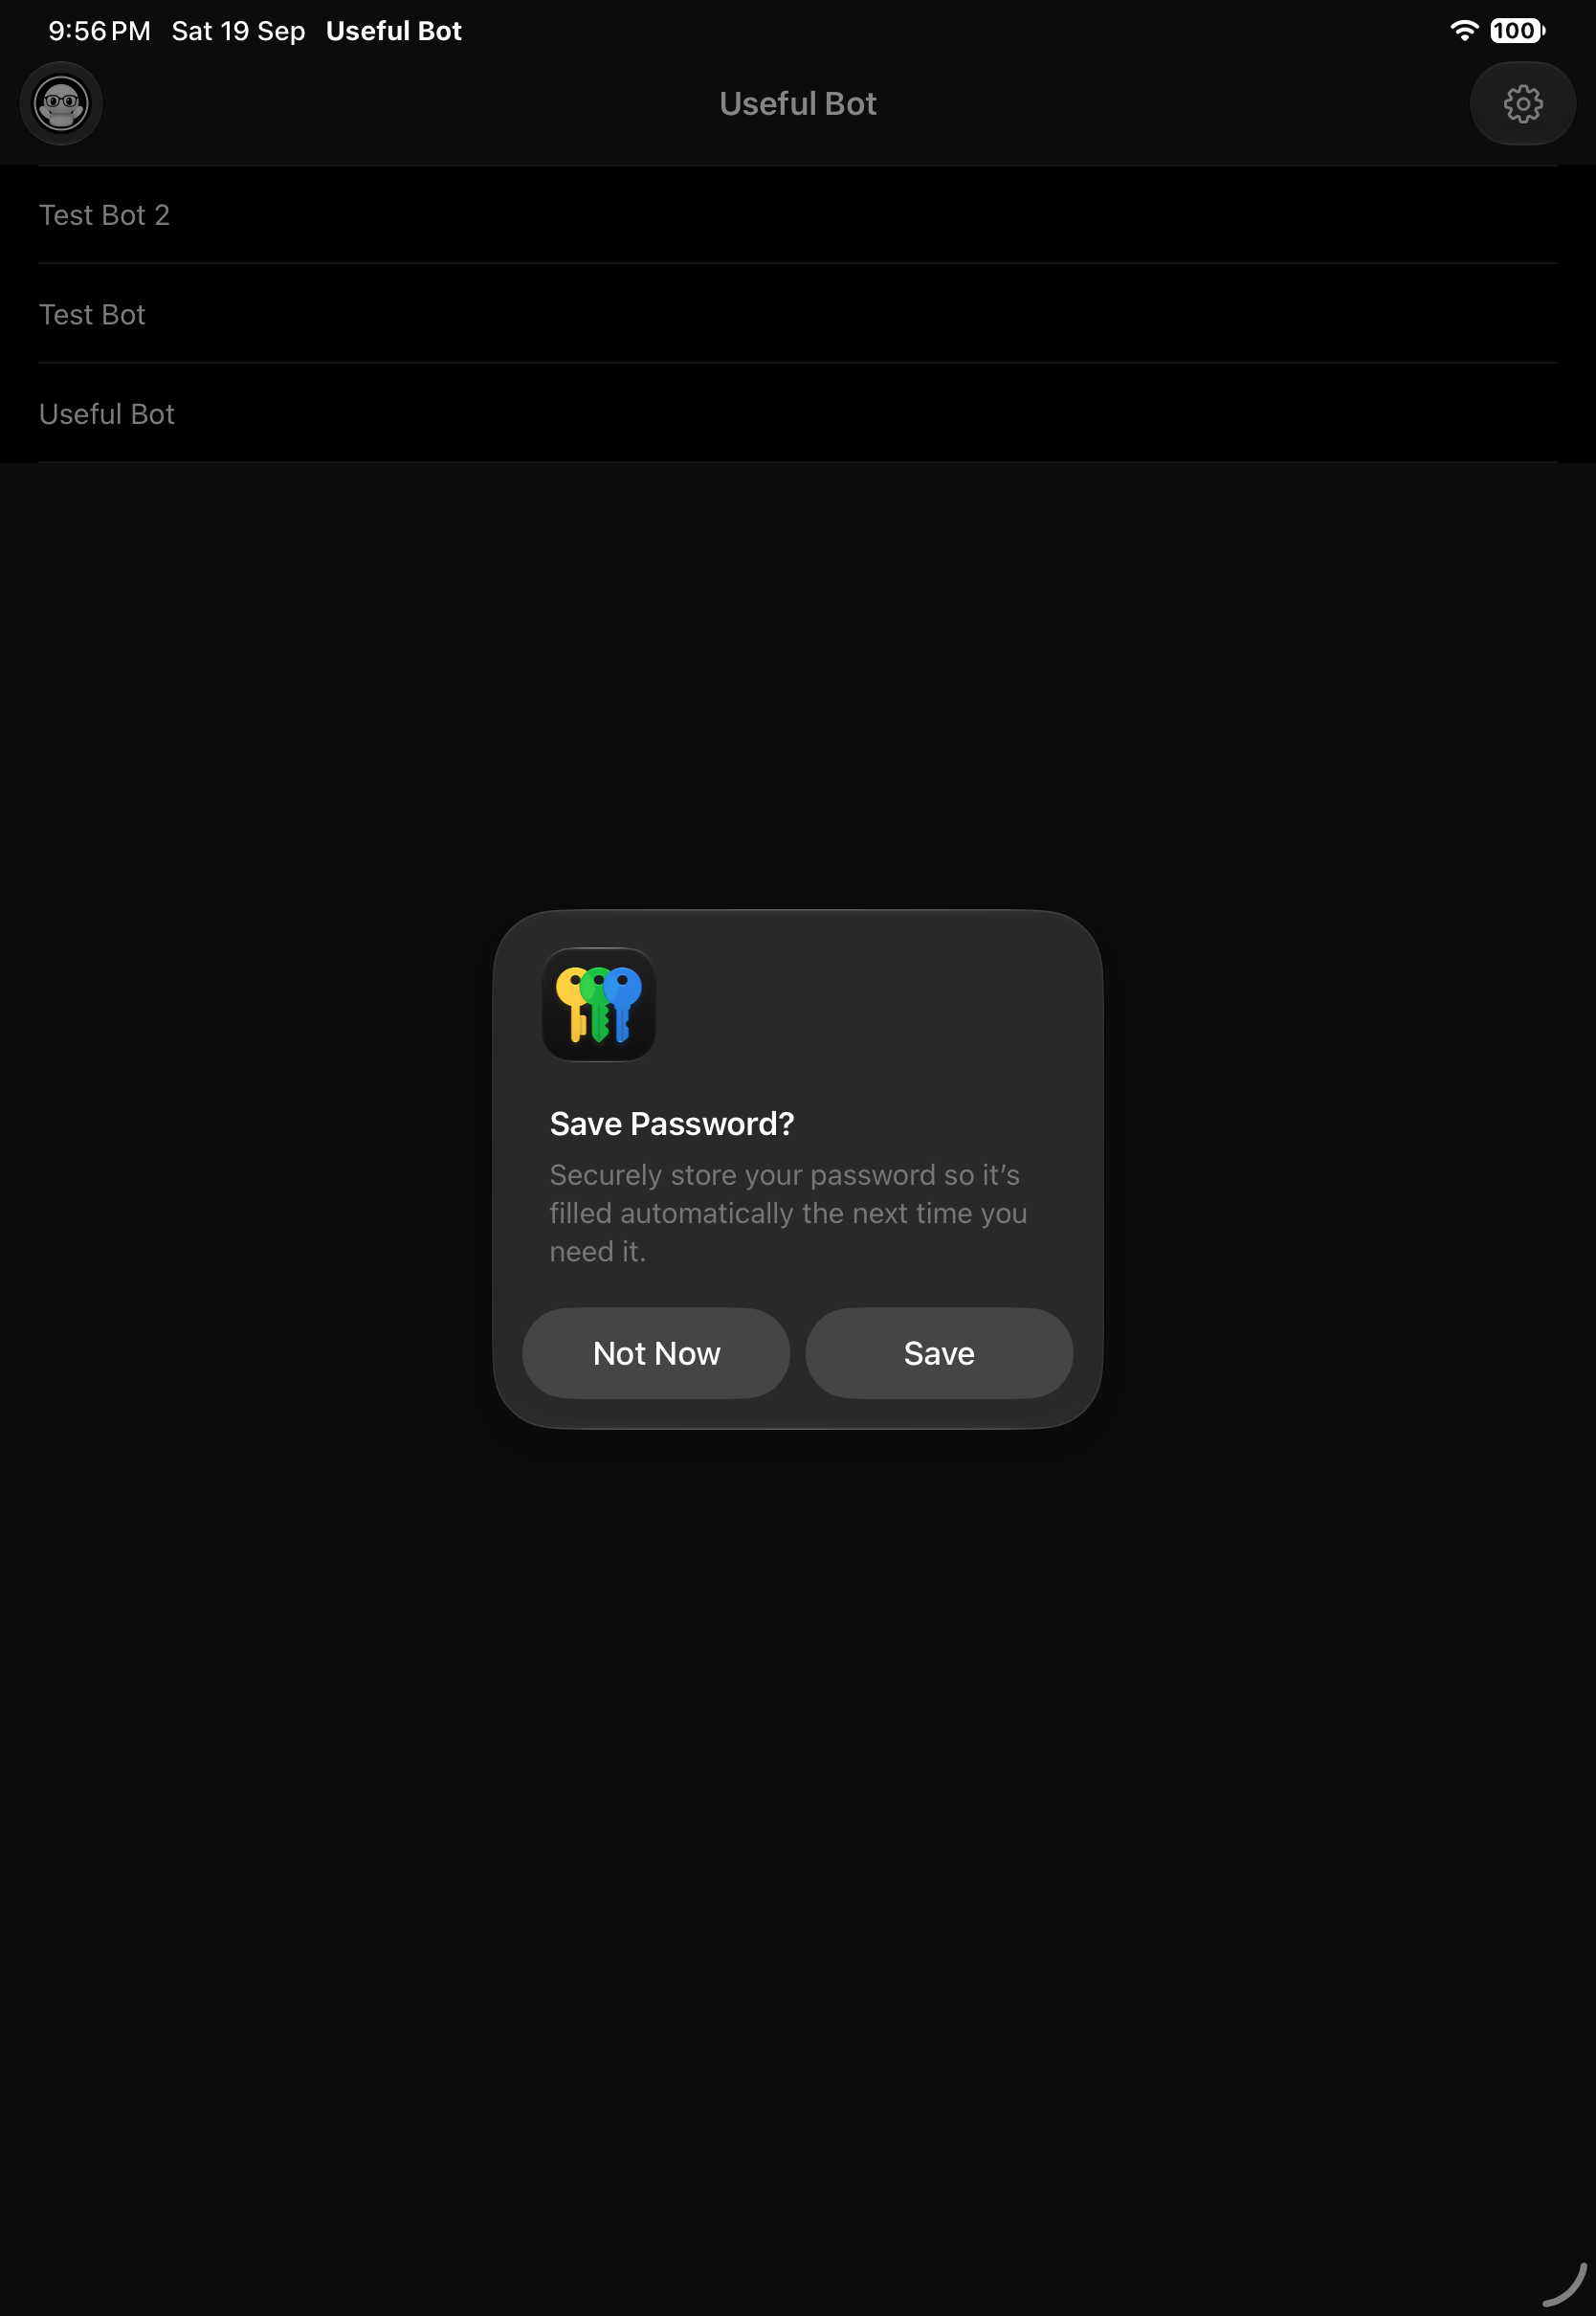 9:56 PM Sat 19 Sep Useful Bot 100
Useful Bot
Test Bot 2
Test Bot
Useful Bot
Save Password?
Securely store your password so it’s
filled automatically the next time you
need it.
Not Now Save